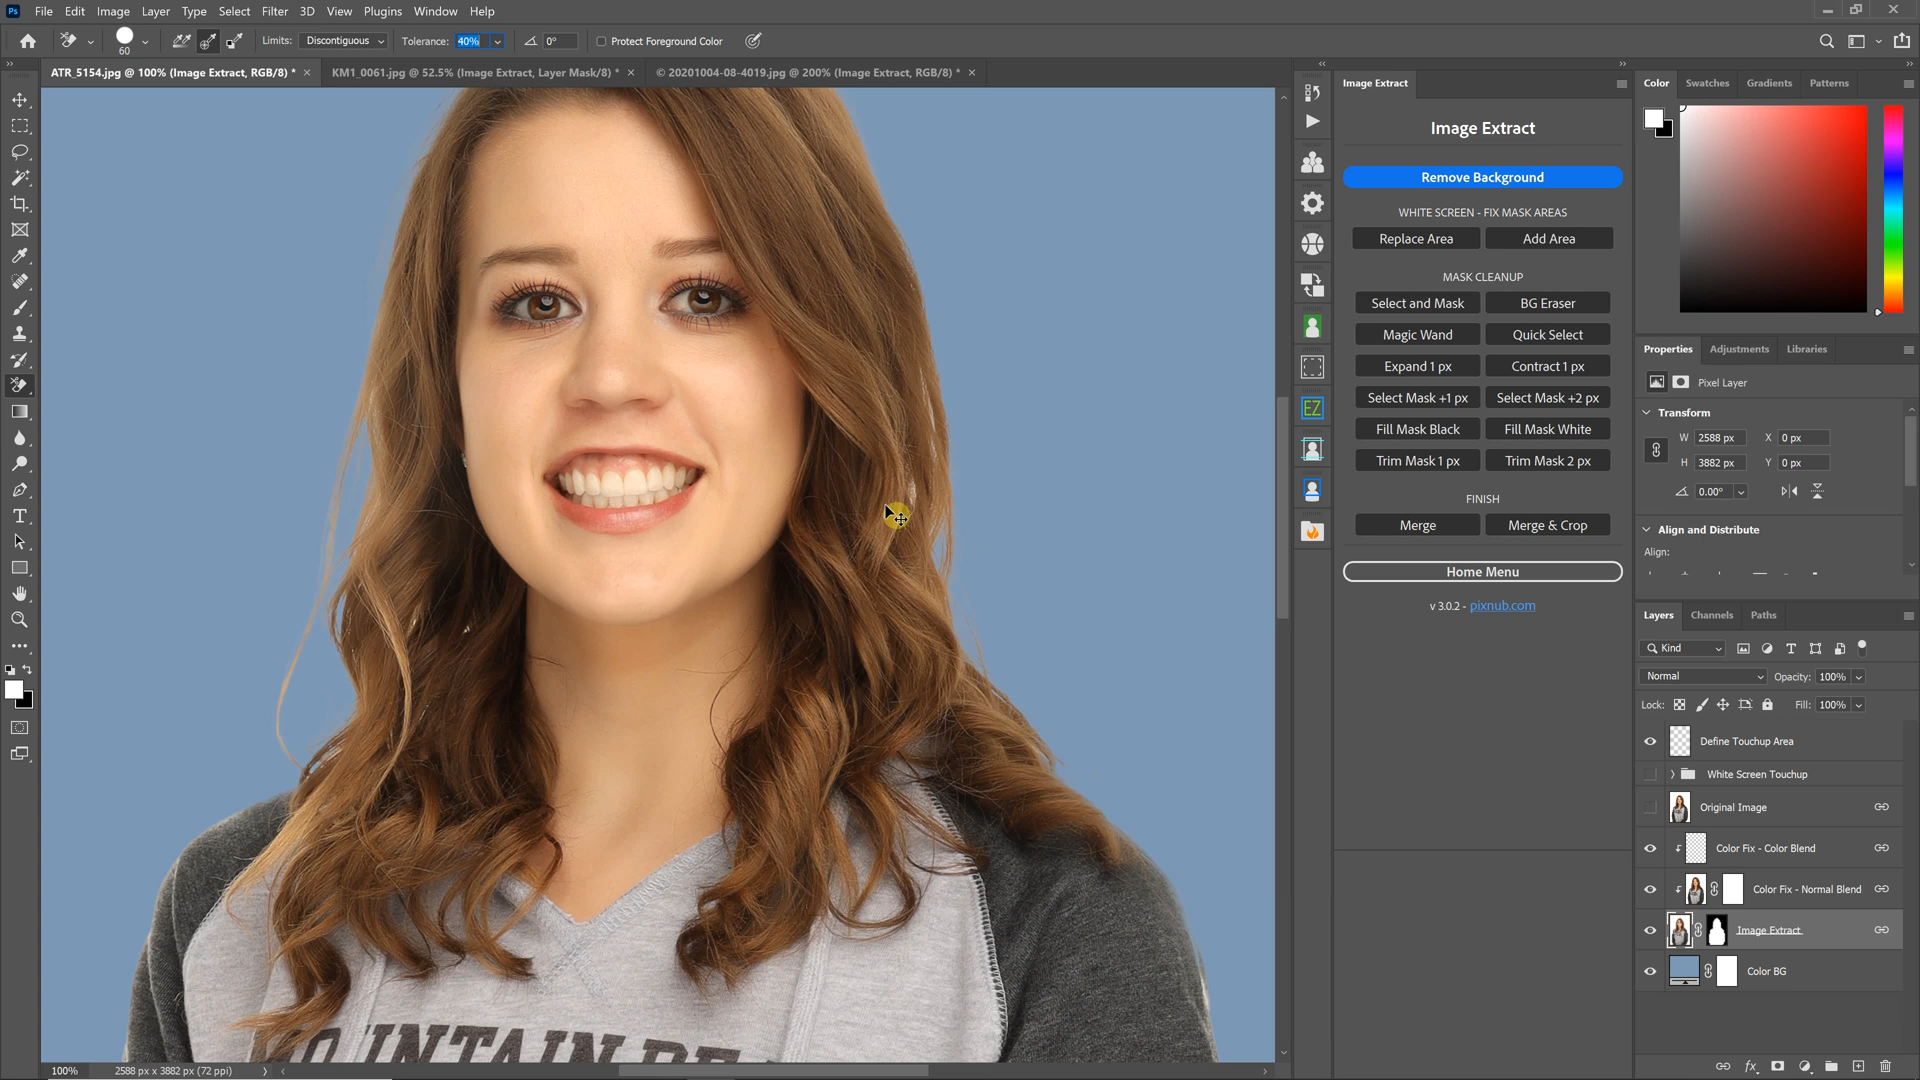 Ps File Edit Image Layer Type Select Filter 3D View Plugins Window Help
60 Limits: Discontiguous Tolerance: 40% 0° Protect Foreground Color
ATR_5154.jpg @ 100% (Image Extract, RGB/8) * × KM1_0061.jpg @ 52.5% (Image Extract, Layer Mask/8) * × © 20201004-08-4019.jpg @ 200% (Image Extract, RGB/8) * ×
Image Extract
Image Extract
Remove Background
WHITE SCREEN - FIX MASK AREAS
Replace Area Add Area
MASK CLEANUP
Select and Mask BG Eraser
Magic Wand Quick Select
Expand 1 px Contract 1 px
Select Mask +1 px Select Mask +2 px
Fill Mask Black Fill Mask White
Trim Mask 1 px Trim Mask 2 px
FINISH
Merge Merge & Crop
Home Menu
v 3.0.2 - pixnub.com
EZ
Color Swatches Gradients Patterns
Properties Adjustments Libraries
Pixel Layer
Transform
W 2588 px X 0 px
H 3882 px Y 0 px
0.00°
Align and Distribute
Align:
Layers Channels Paths
Kind
Normal Opacity: 100%
Lock: Fill: 100%
Define Touchup Area
White Screen Touchup
Original Image
Color Fix - Color Blend
Color Fix - Normal Blend
Image Extract
Color BG
100% 2588 px x 3882 px (72 ppi)